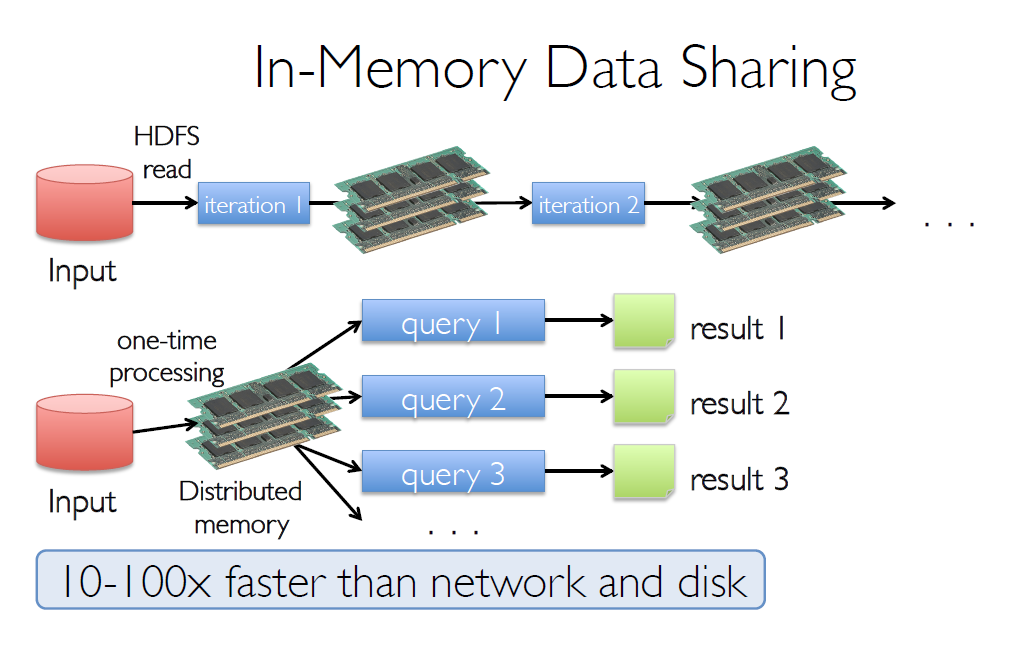 In-Memory Data Sharing
HDFS
read
iteration 1
iteration 2
. . .
Input
one-time
processing
query 1
result 1
query 2
result 2
query 3
result 3
Input
Distributed
memory
. . .
10-100x faster than network and disk